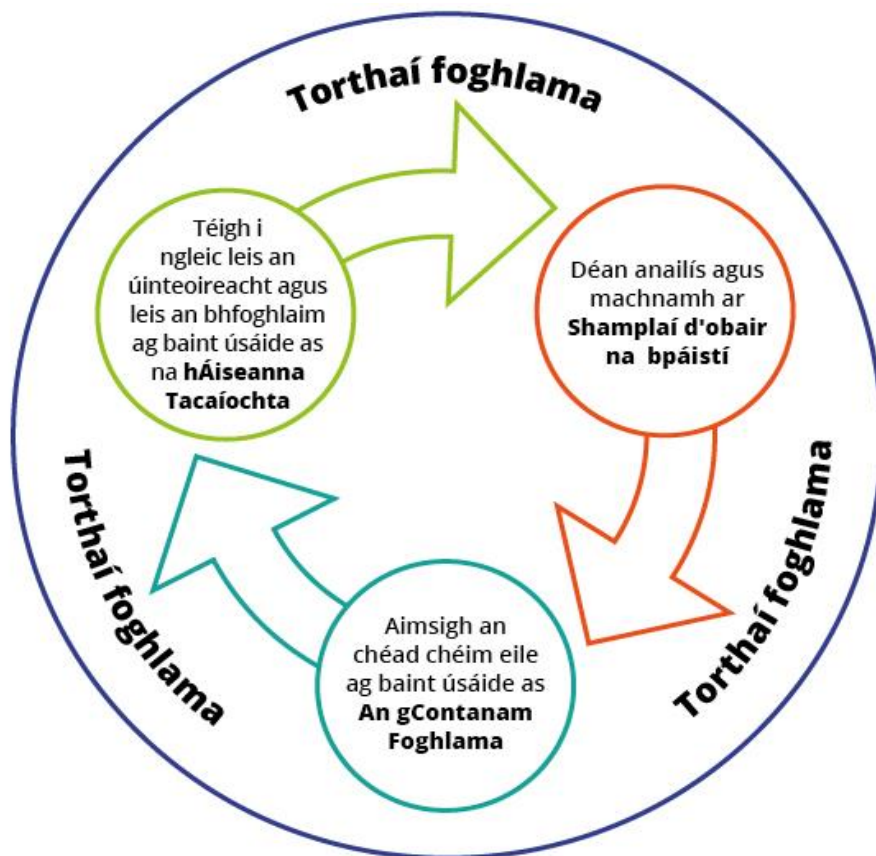 Torthaí foghlama
Téigh i
ngleic leis an
úinteoireacht agus
leis an bhfoghlaim
ag baint úsáide as
na hÁiseanna
Tacaíochta
Déan anailís agus
machnamh ar
Shamplaí d'obair
na bpáistí
Torthaí foghlama
Torthaí foghlama
Aimsigh an
chéad chéim eile
ag baint úsáide as
An gContanam
Foghlama